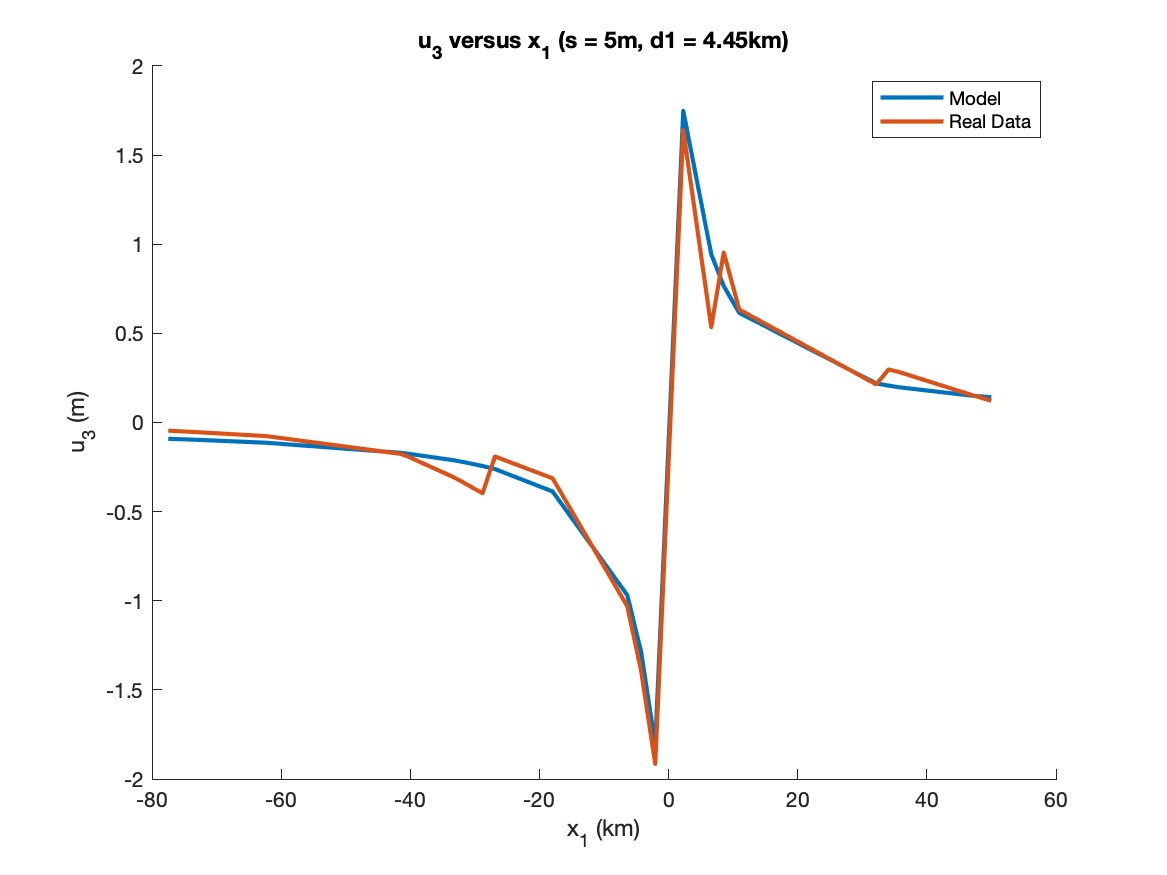 u3 versus x1 (s = 5m, d1 = 4.45km)
Model
Real Data
2
1.5
1
0.5
0
-0.5
-1
-1.5
-2
u3 (m)
-80 -60 -40 -20 0 20 40 60
x1 (km)